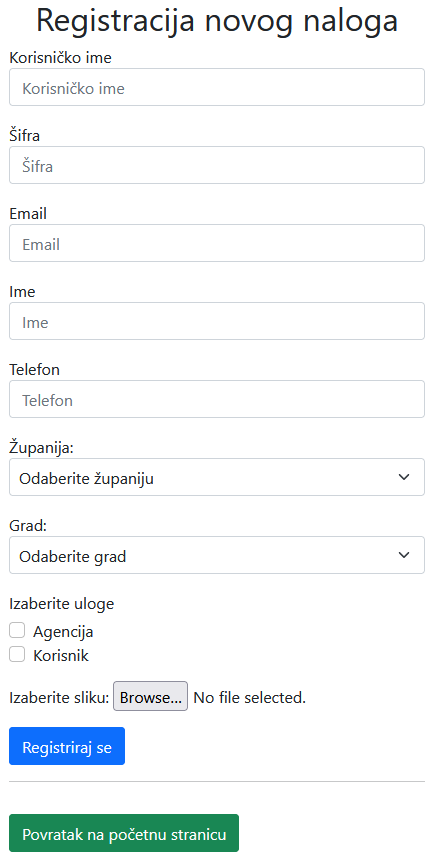 Registracija novog naloga
Korisničko ime
Korisničko ime
Šifra
Šifra
Email
Email
Ime
Ime
Telefon
Telefon
Županija:
Odaberite županiju
Grad:
Odaberite grad
Izaberite uloge
Agencija
Korisnik
Izaberite sliku: Browse... No file selected.
Registriraj se
Povratak na početnu stranicu